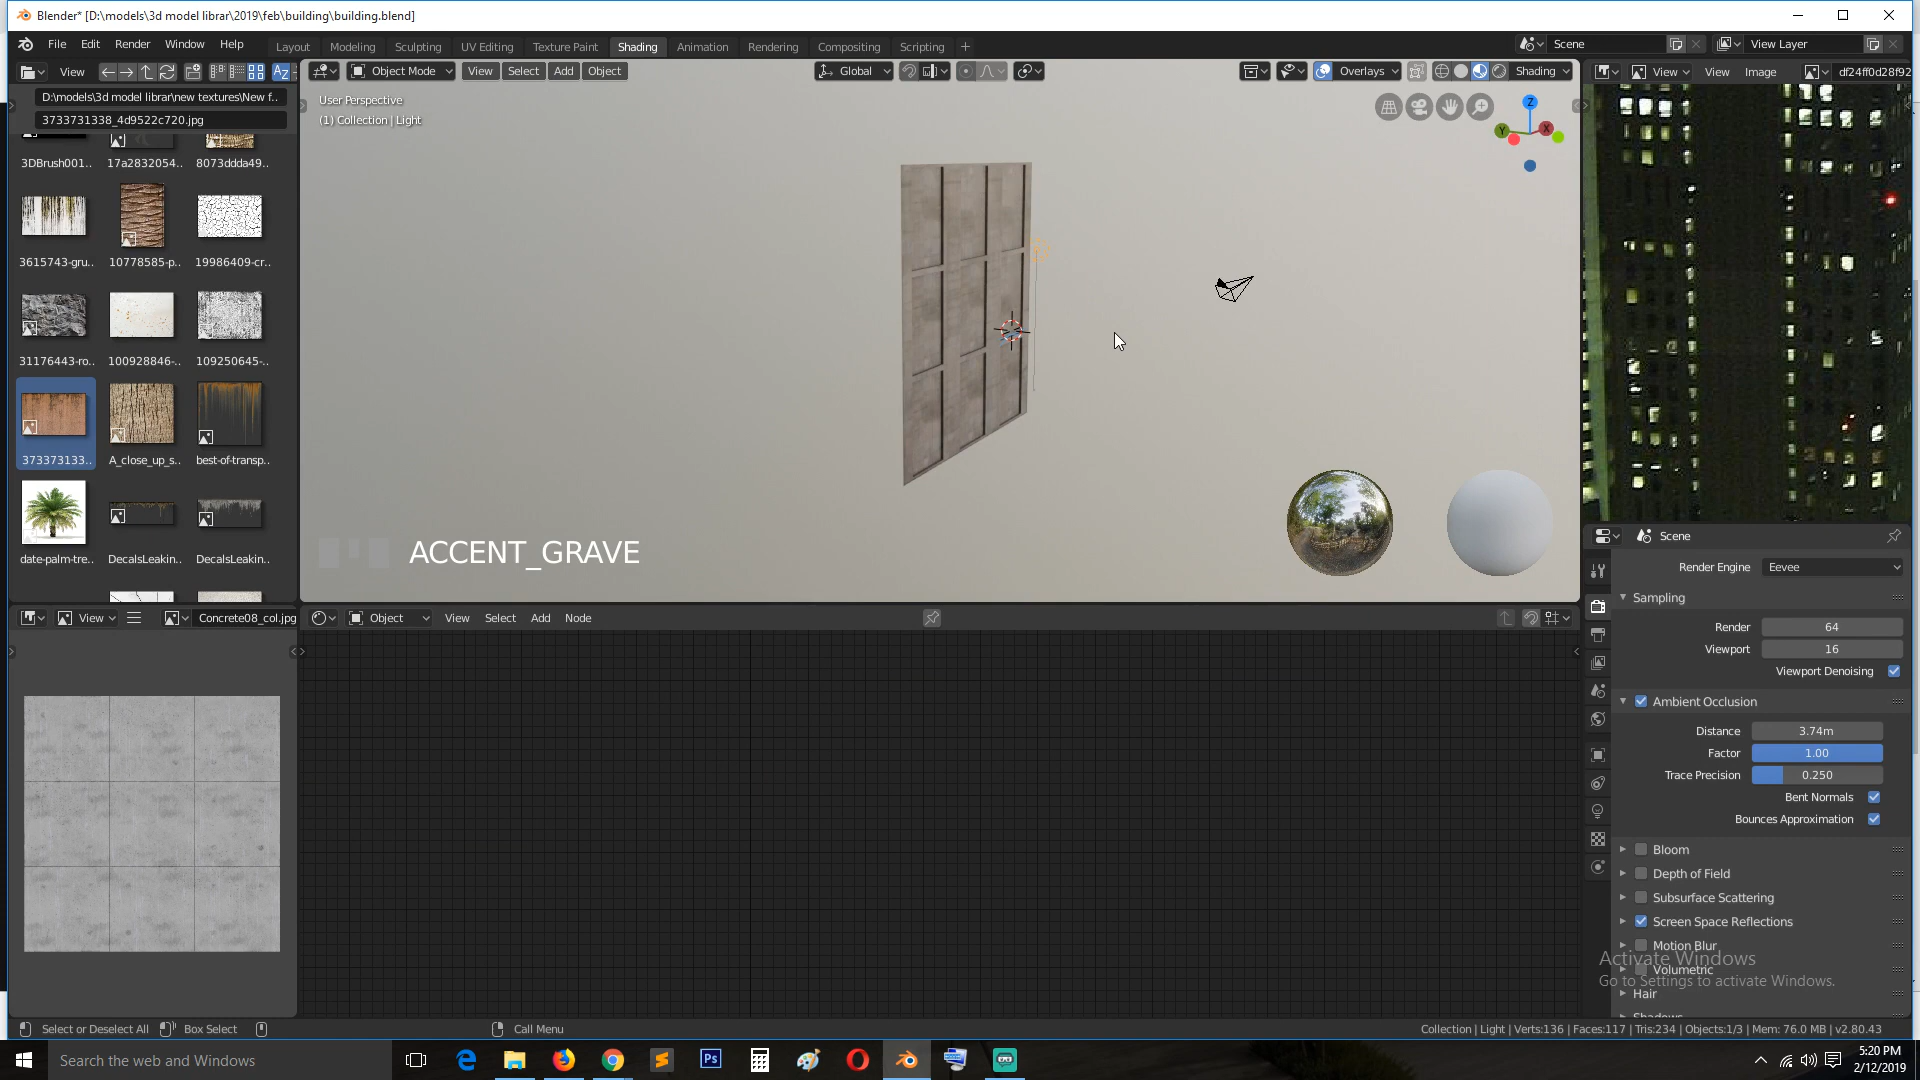 Blender* [D:\models\3d model librar\2019\feb\building\building.blend]
File Edit Render Window Help Layout Modeling Sculpting UV Editing Texture Paint Shading Animation Rendering Compositing Scripting + Scene View Layer
View
D:\models\3d model librar\new textures\New f..
3733731338_4d9522c720.jpg
3DBrush001.. 17a2832054.. 8073ddda49..
3615743-gru.. 10778585-p.. 19986409-cr..
31176443-ro.. 100928846-.. 109250645-..
373373133.. A_close_up_s.. best-of-transp..
date-palm-tre.. DecalsLeakin.. DecalsLeakin..
Object Mode View Select Add Object Global Overlays Shading
User Perspective
(1) Collection | Light
Z
Y
X
ACCENT_GRAVE
View View Image df24ff0d28f92
View Concrete08_col.jpg
Object View Select Add Node
Scene
Render Engine Eevee
Sampling
Render 64
Viewport 16
Viewport Denoising
Ambient Occlusion
Distance 3.74m
Factor 1.00
Trace Precision 0.250
Bent Normals
Bounces Approximation
Bloom
Depth of Field
Subsurface Scattering
Screen Space Reflections
Motion Blur
Activate Windows
Volumetric
Go to Settings to activate Windows.
Hair
Shadows
Select or Deselect All Box Select Call Menu Collection | Light | Verts:136 | Faces:117 | Tris:234 | Objects:1/3 | Mem: 76.0 MB | v2.80.43
Search the web and Windows
Ps
5:20 PM
2/12/2019